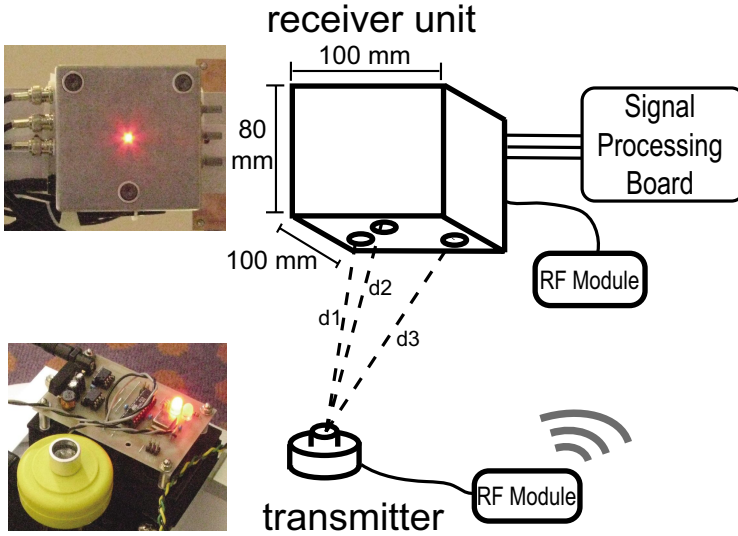 receiver unit
100 mm
80
mm
100 mm
Signal
Processing
Board
RF Module
d1
d2
d3
RF Module
transmitter